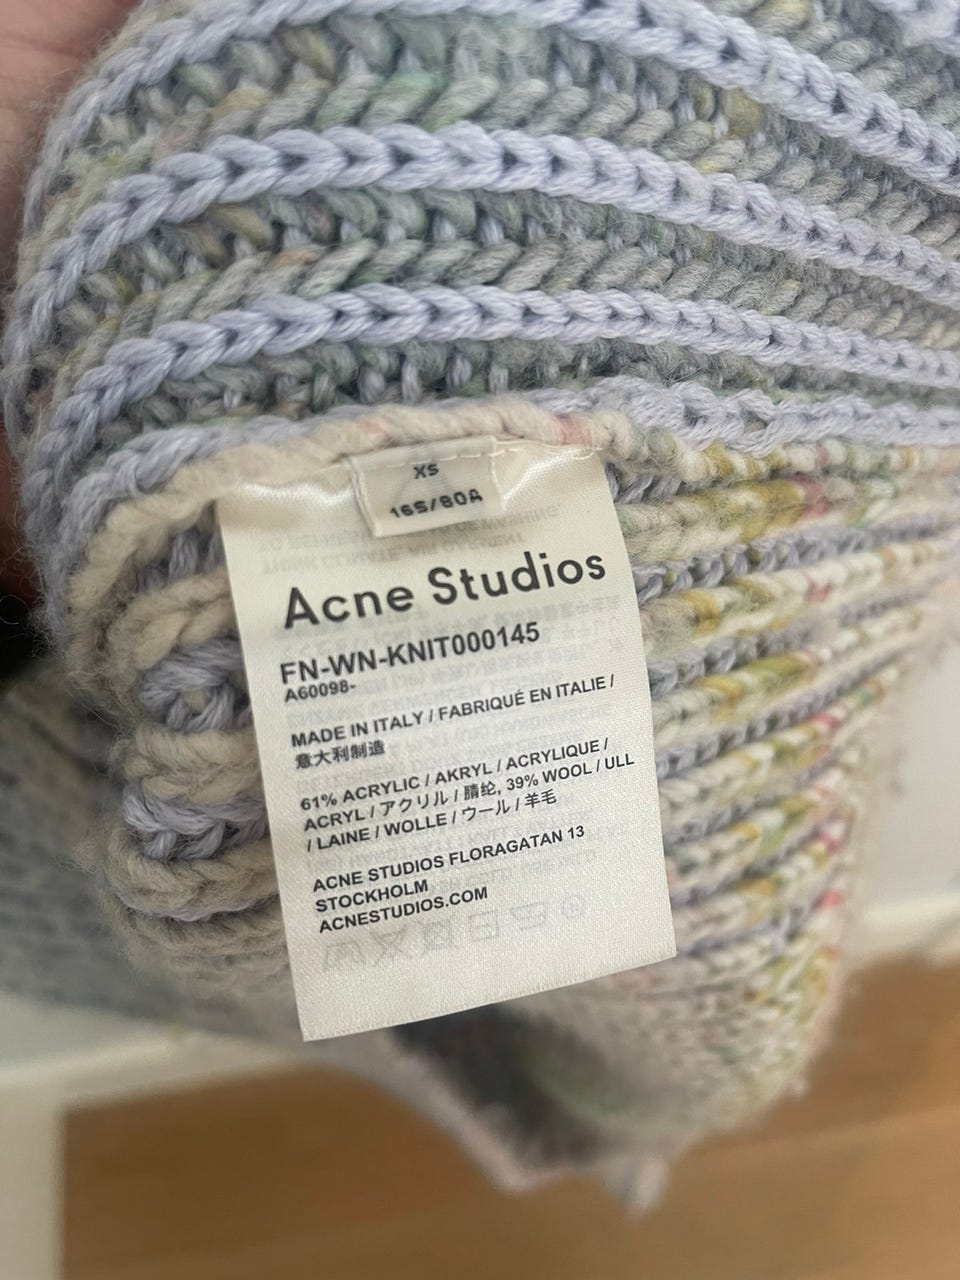 XS
165/80A
Acne Studios
FN-WN-KNIT000145
A60098-
MADE IN ITALY / FABRIQUÉ EN ITALIE /
意大利制造
61% ACRYLIC / AKRYL / ACRYLIQUE /
ACRYL / アクリル / 腈纶, 39% WOOL / ULL
/ LAINE / WOLLE / ウール / 羊毛
ACNE STUDIOS FLORAGATAN 13
STOCKHOLM
ACNESTUDIOS.COM